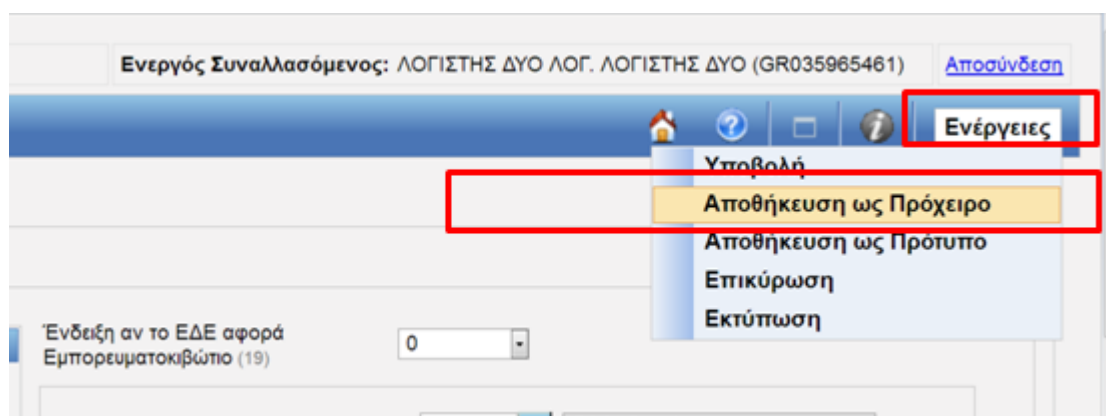 Ενεργός Συναλλασόμενος: ΛΟΓΙΣΤΗΣ ΔΥΟ ΛΟΓ. ΛΟΓΙΣΤΗΣ ΔΥΟ (GR035965461) Αποσύνδεση
Ενέργειες
Υποβολή
Αποθήκευση ως Πρόχειρο
Αποθήκευση ως Πρότυπο
Επικύρωση
Εκτύπωση
Ένδειξη αν το ΕΔΕ αφορά
Εμπορευματοκιβώτιο (19) 0